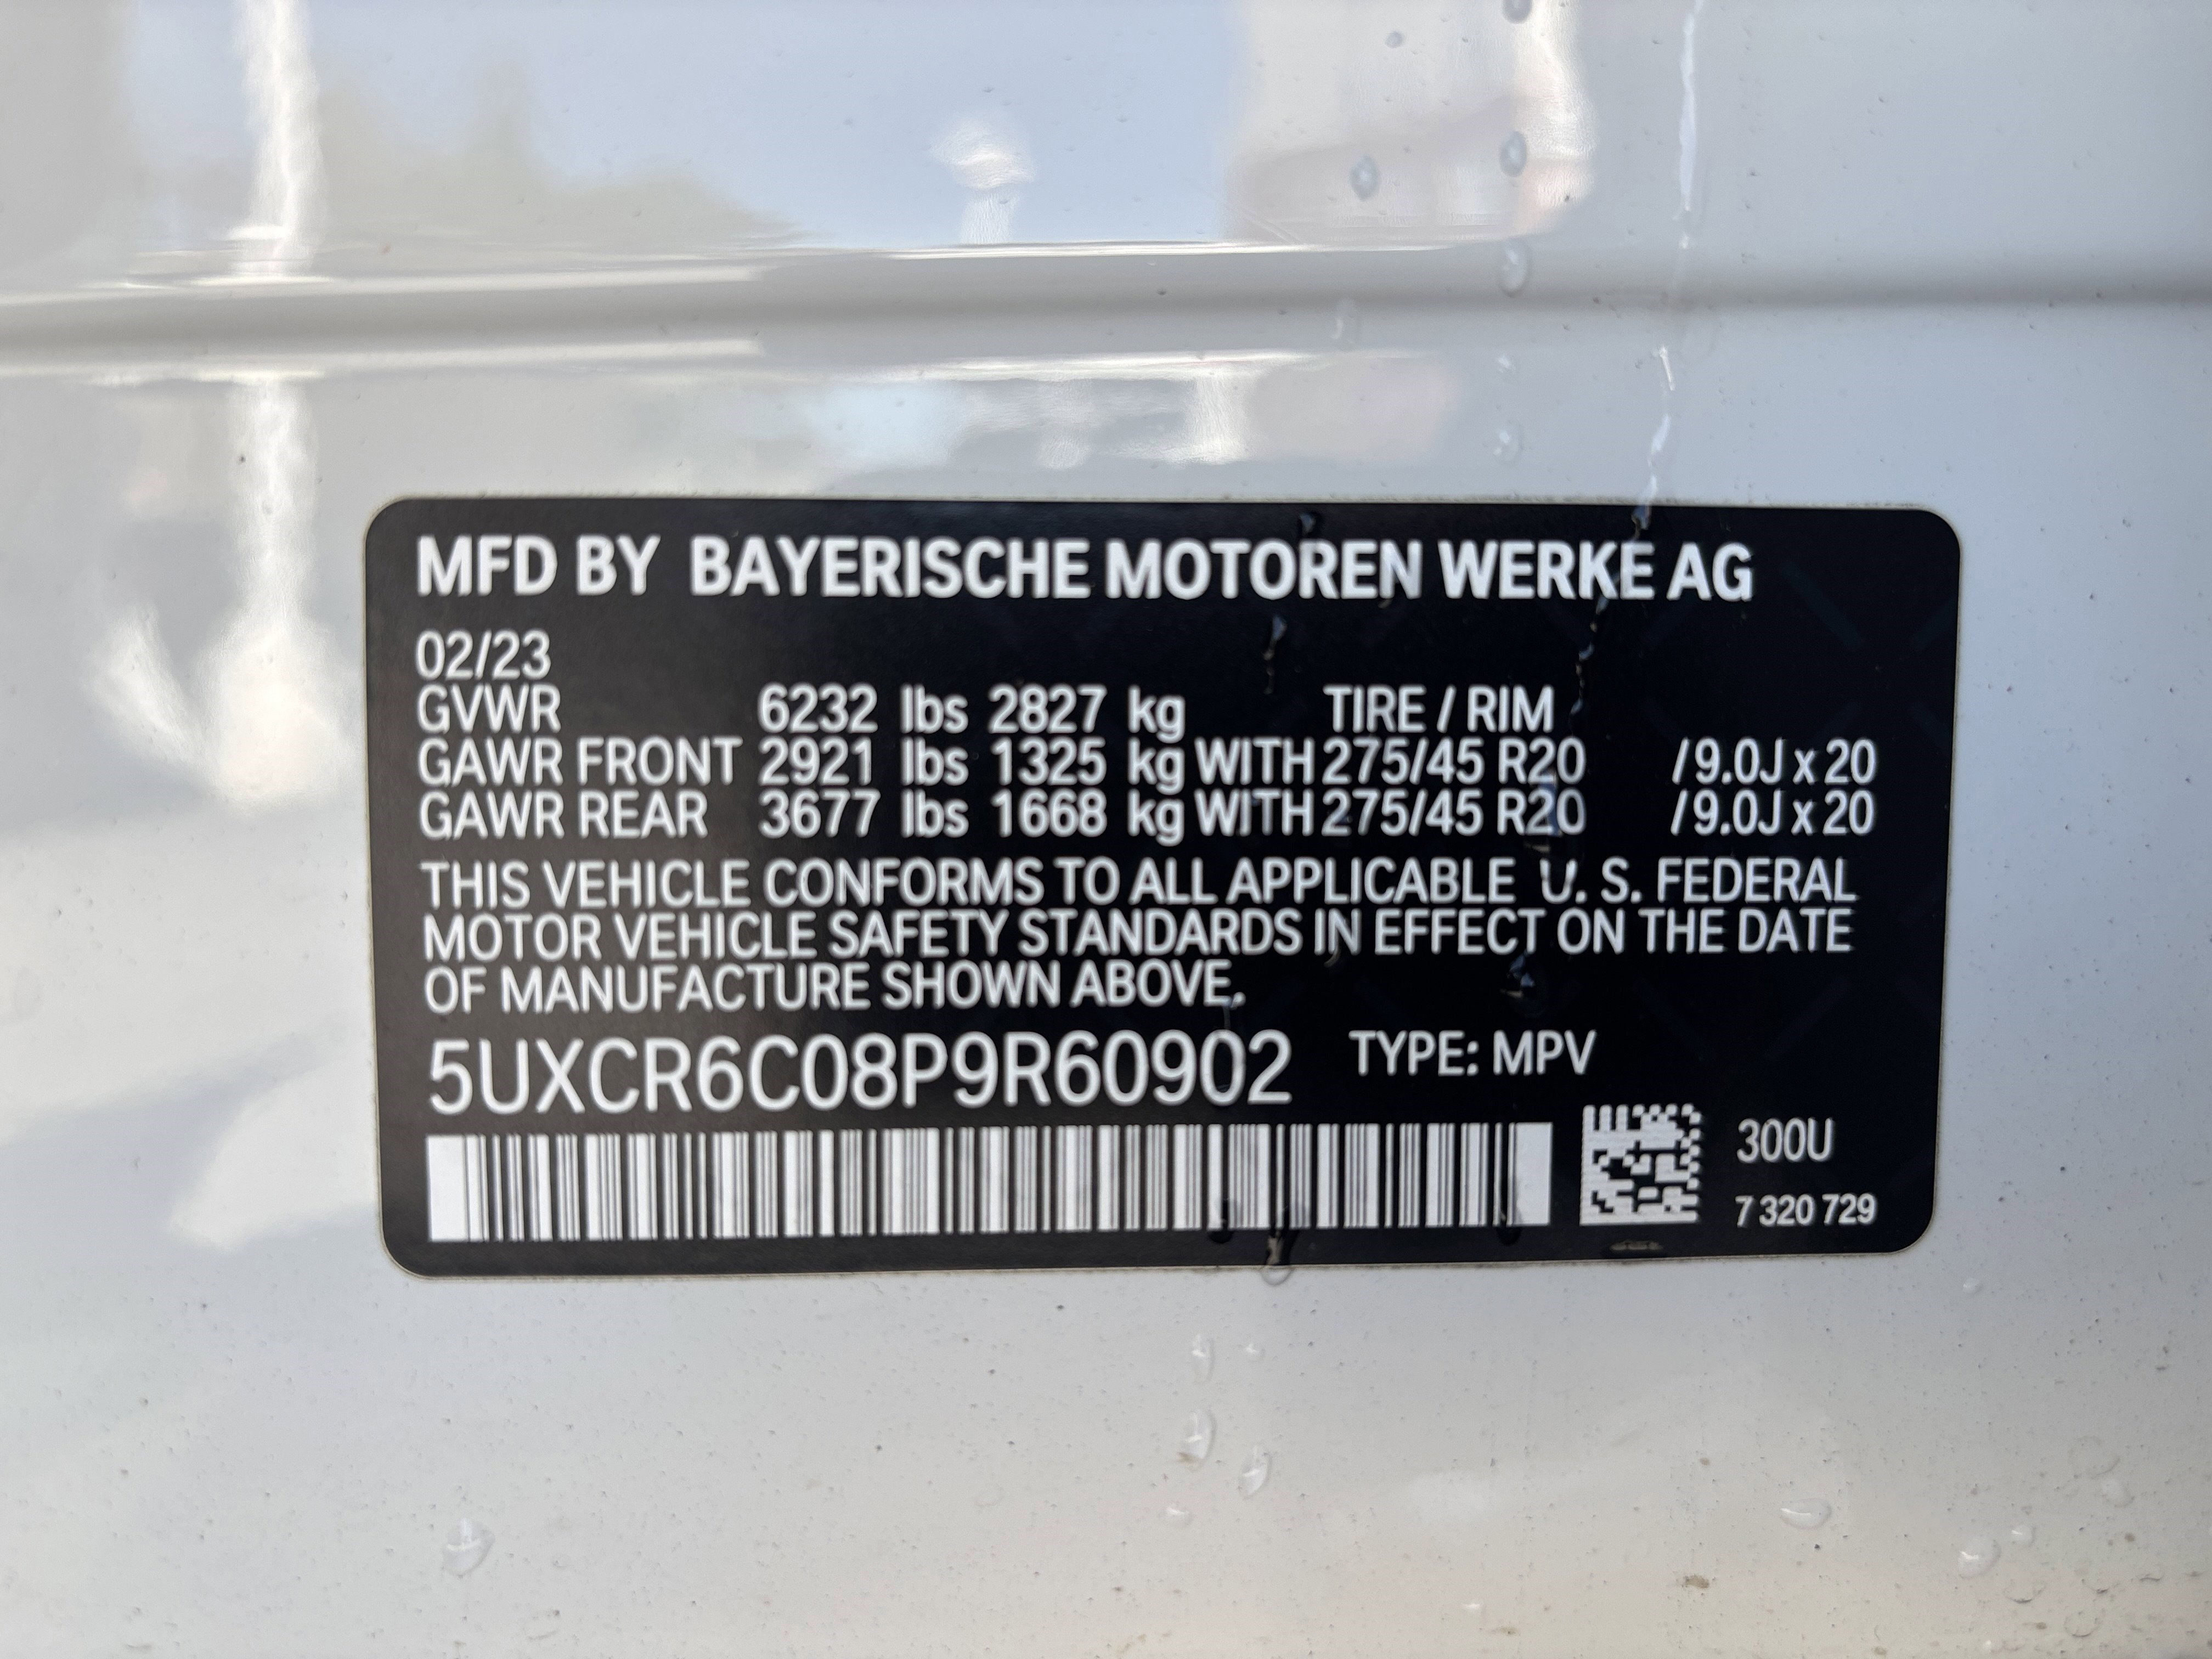 MFD BY BAYERISCHE MOTOREN WERKE AG
02/23
GVWR 6232 lbs 2827 kg TIRE / RIM
GAWR FRONT 2921 lbs 1325 kg WITH 275/45 R20 /9.0J x 20
GAWR REAR 3677 lbs 1668 kg WITH 275/45 R20 /9.0J x 20
THIS VEHICLE CONFORMS TO ALL APPLICABLE U. S. FEDERAL
MOTOR VEHICLE SAFETY STANDARDS IN EFFECT ON THE DATE
OF MANUFACTURE SHOWN ABOVE.
5UXCR6C08P9R60902 TYPE: MPV
300U
7 320 729